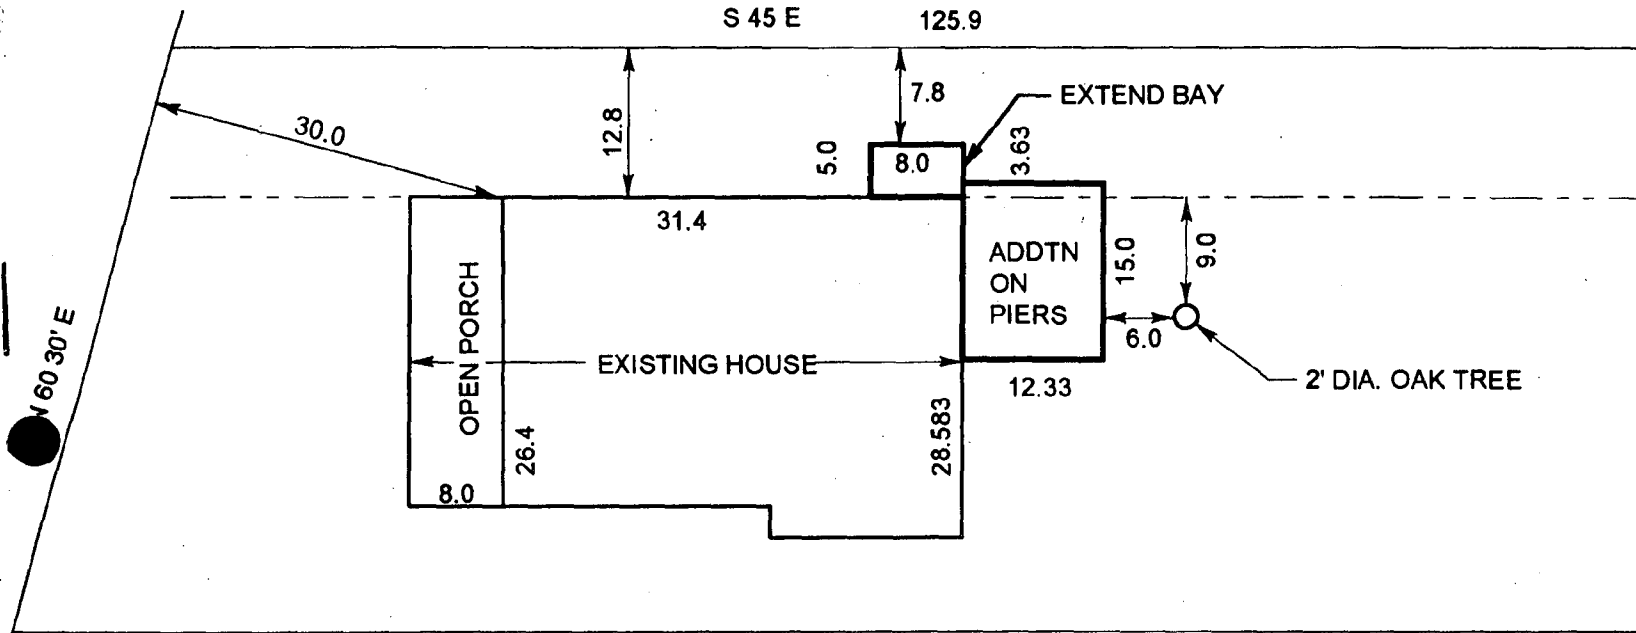 S 45 E 125.9
7.8
EXTEND BAY
30.0
12.8
5.0
8.0
3.63
31.4
ADDTN
ON
PIERS
15.0
9.0
OPEN PORCH
EXISTING HOUSE
6.0
2' DIA. OAK TREE
12.33
60 30' E
26.4
28.583
8.0